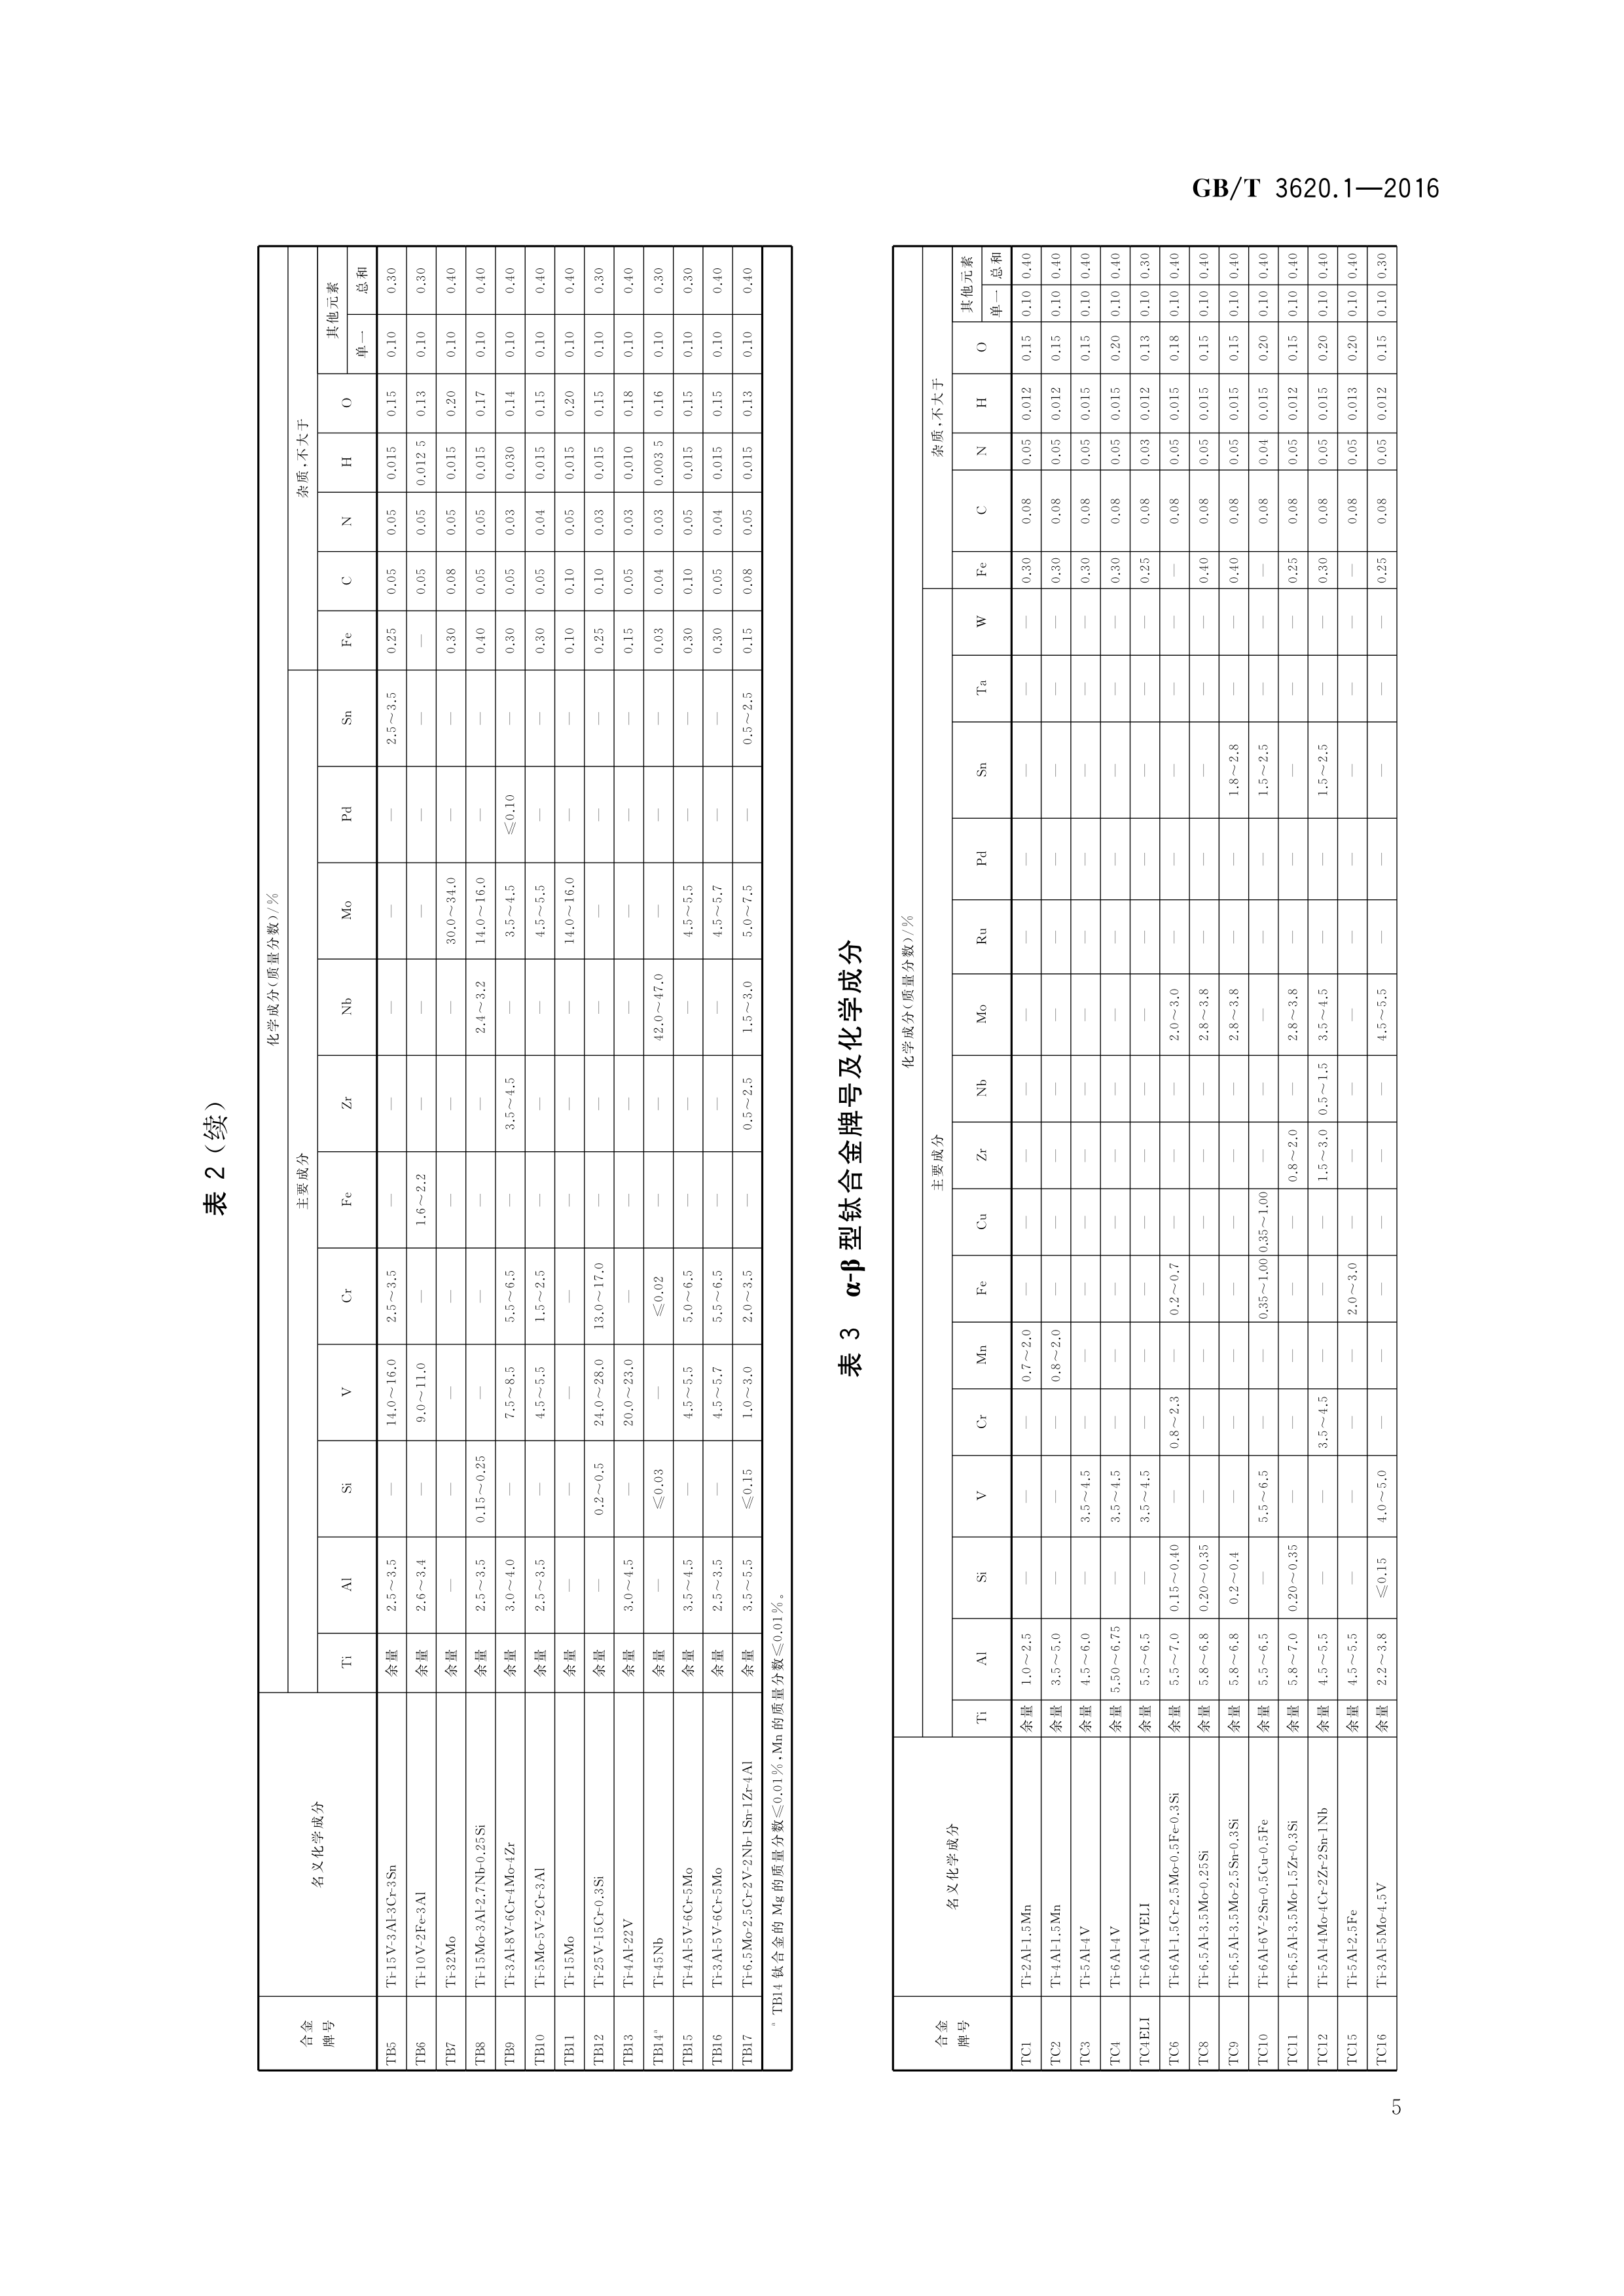 GB/T 3620.1—2016
表 2（续）
合金牌号 名义化学成分 化学成分(质量分数)/%
主要成分 杂质,不大于
Ti Al Si V Cr Fe Zr Nb Mo Pd Sn Fe C N H O 其他元素
单一 总和
TB5 Ti-15V-3Al-3Cr-3Sn 余量 2.5~3.5 — 14.0~16.0 2.5~3.5 — — — — — 2.5~3.5 0.25 0.05 0.05 0.015 0.15 0.10 0.30
TB6 Ti-10V-2Fe-3Al 余量 2.6~3.4 — 9.0~11.0 — 1.6~2.2 — — — — — — 0.05 0.05 0.012 5 0.13 0.10 0.30
TB7 Ti-32Mo 余量 — — — — — — — 30.0~34.0 — — 0.30 0.08 0.05 0.015 0.20 0.10 0.40
TB8 Ti-15Mo-3Al-2.7Nb-0.25Si 余量 2.5~3.5 0.15~0.25 — — — — 2.4~3.2 14.0~16.0 — — 0.40 0.05 0.05 0.015 0.17 0.10 0.40
TB9 Ti-3Al-8V-6Cr-4Mo-4Zr 余量 3.0~4.0 — 7.5~8.5 5.5~6.5 — 3.5~4.5 — 3.5~4.5 ≤0.10 — 0.30 0.05 0.03 0.030 0.14 0.10 0.40
TB10 Ti-5Mo-5V-2Cr-3Al 余量 2.5~3.5 — 4.5~5.5 1.5~2.5 — — — 4.5~5.5 — — 0.30 0.05 0.04 0.015 0.15 0.10 0.40
TB11 Ti-15Mo 余量 — — — — — — — 14.0~16.0 — — 0.10 0.10 0.05 0.015 0.20 0.10 0.40
TB12 Ti-25V-15Cr-0.3Si 余量 — 0.2~0.5 24.0~28.0 13.0~17.0 — — — — — — 0.25 0.10 0.03 0.015 0.15 0.10 0.30
TB13 Ti-4Al-22V 余量 3.0~4.5 — 20.0~23.0 — — — — — — — 0.15 0.05 0.03 0.010 0.18 0.10 0.40
TB14ᵃ Ti-45Nb 余量 — ≤0.03 — ≤0.02 — — 42.0~47.0 — — — 0.03 0.04 0.03 0.003 5 0.16 0.10 0.30
TB15 Ti-4Al-5V-6Cr-5Mo 余量 3.5~4.5 — 4.5~5.5 5.0~6.5 — — — 4.5~5.5 — — 0.30 0.10 0.05 0.015 0.15 0.10 0.30
TB16 Ti-3Al-5V-6Cr-5Mo 余量 2.5~3.5 — 4.5~5.7 5.5~6.5 — — — 4.5~5.7 — — 0.30 0.05 0.04 0.015 0.15 0.10 0.40
TB17 Ti-6.5Mo-2.5Cr-2V-2Nb-1Sn-1Zr-4Al 余量 3.5~5.5 ≤0.15 1.0~3.0 2.0~3.5 — 0.5~2.5 1.5~3.0 5.0~7.5 — 0.5~2.5 0.15 0.08 0.05 0.015 0.13 0.10 0.40
ᵃ TB14 钛合金的 Mg 的质量分数≤0.01%,Mn 的质量分数≤0.01%。
表 3 α-β 型钛合金牌号及化学成分
合金牌号 名义化学成分 化学成分(质量分数)/%
主要成分 杂质,不大于
Ti Al Si V Cr Mn Fe Cu Zr Nb Mo Ru Pd Sn Ta W Fe C N H O 其他元素
单一 总和
TC1 Ti-2Al-1.5Mn 余量 1.0~2.5 — — — 0.7~2.0 — — — — — — — — — — 0.30 0.08 0.05 0.012 0.15 0.10 0.40
TC2 Ti-4Al-1.5Mn 余量 3.5~5.0 — — — 0.8~2.0 — — — — — — — — — — 0.30 0.08 0.05 0.012 0.15 0.10 0.40
TC3 Ti-5Al-4V 余量 4.5~6.0 — 3.5~4.5 — — — — — — — — — — — — 0.30 0.08 0.05 0.015 0.15 0.10 0.40
TC4 Ti-6Al-4V 余量 5.50~6.75 — 3.5~4.5 — — — — — — — — — — — — 0.30 0.08 0.05 0.015 0.20 0.10 0.40
TC4ELI Ti-6Al-4VELI 余量 5.5~6.5 — 3.5~4.5 — — — — — — — — — — — — 0.25 0.08 0.03 0.012 0.13 0.10 0.30
TC6 Ti-6Al-1.5Cr-2.5Mo-0.5Fe-0.3Si 余量 5.5~7.0 0.15~0.40 — 0.8~2.3 — 0.2~0.7 — — — 2.0~3.0 — — — — — — 0.08 0.05 0.015 0.18 0.10 0.40
TC8 Ti-6.5Al-3.5Mo-0.25Si 余量 5.8~6.8 0.20~0.35 — — — — — — — 2.8~3.8 — — — — — 0.40 0.08 0.05 0.015 0.15 0.10 0.40
TC9 Ti-6.5Al-3.5Mo-2.5Sn-0.3Si 余量 5.8~6.8 0.2~0.4 — — — — — — — 2.8~3.8 — — 1.8~2.8 — — 0.40 0.08 0.05 0.015 0.15 0.10 0.40
TC10 Ti-6Al-6V-2Sn-0.5Cu-0.5Fe 余量 5.5~6.5 — 5.5~6.5 — — 0.35~1.00 0.35~1.00 — — — — — 1.5~2.5 — — — 0.08 0.04 0.015 0.20 0.10 0.40
TC11 Ti-6.5Al-3.5Mo-1.5Zr-0.3Si 余量 5.8~7.0 0.20~0.35 — — — — — 0.8~2.0 — 2.8~3.8 — — — — — 0.25 0.08 0.05 0.012 0.15 0.10 0.40
TC12 Ti-5Al-4Mo-4Cr-2Zr-2Sn-1Nb 余量 4.5~5.5 — — 3.5~4.5 — — — 1.5~3.0 0.5~1.5 3.5~4.5 — — 1.5~2.5 — — 0.30 0.08 0.05 0.015 0.20 0.10 0.40
TC15 Ti-5Al-2.5Fe 余量 4.5~5.5 — — — — 2.0~3.0 — — — — — — — — — — 0.08 0.05 0.013 0.20 0.10 0.40
TC16 Ti-3Al-5Mo-4.5V 余量 2.2~3.8 ≤0.15 4.0~5.0 — — — — — — 4.5~5.5 — — — — — 0.25 0.08 0.05 0.012 0.15 0.10 0.30
5